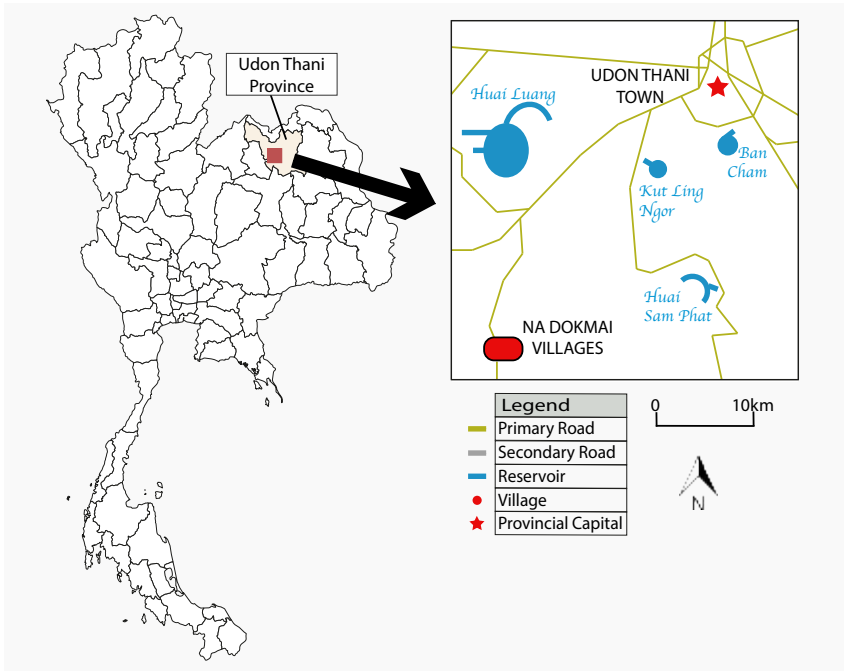 Udon Thani
Province
UDON THANI
TOWN
Huai Luang
Ban
Cham
Kut Ling
Ngor
Huai
Sam Phat
NA DOKMAI
VILLAGES
Legend
Primary Road
Secondary Road
Reservoir
Village
Provincial Capital
0 10km
N